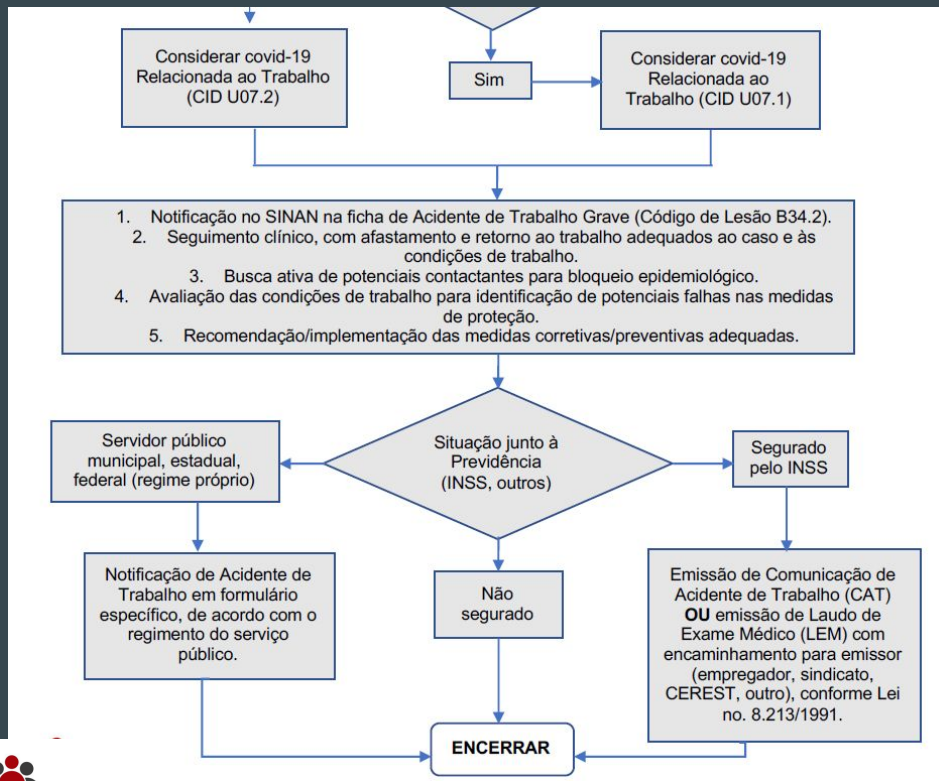 Considerar covid-19
Relacionada ao Trabalho
(CID U07.2)
Sim
Considerar covid-19
Relacionada ao
Trabalho (CID U07.1)
1. Notificação no SINAN na ficha de Acidente de Trabalho Grave (Código de Lesão B34.2).
2. Seguimento clínico, com afastamento e retorno ao trabalho adequados ao caso e às
condições de trabalho.
3. Busca ativa de potenciais contactantes para bloqueio epidemiológico.
4. Avaliação das condições de trabalho para identificação de potenciais falhas nas medidas
de proteção.
5. Recomendação/implementação das medidas corretivas/preventivas adequadas.
Servidor público
municipal, estadual,
federal (regime próprio)
Situação junto à
Previdência
(INSS, outros)
Segurado
pelo INSS
Notificação de Acidente de
Trabalho em formulário
específico, de acordo com o
regimento do serviço
público.
Não
segurado
Emissão de Comunicação de
Acidente de Trabalho (CAT)
OU emissão de Laudo de
Exame Médico (LEM) com
encaminhamento para emissor
(empregador, sindicato,
CEREST, outro), conforme Lei
no. 8.213/1991.
ENCERRAR